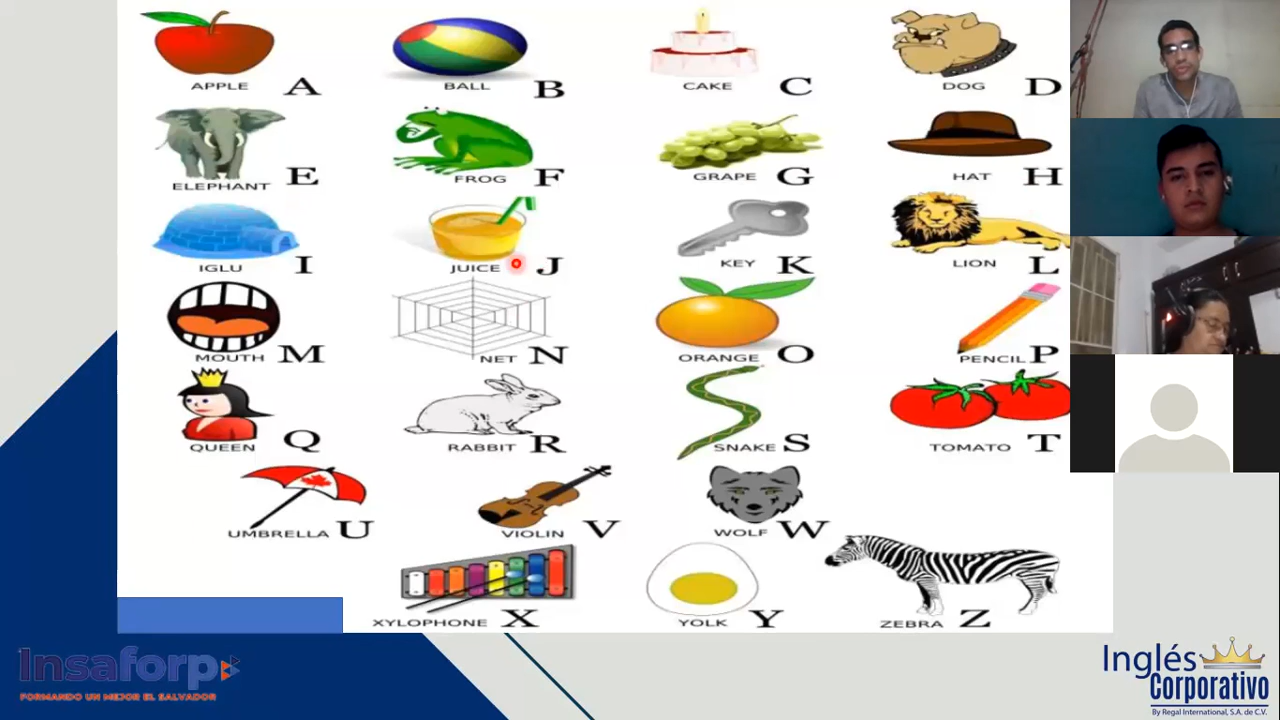 APPLE A BALL B CAKE C DOG D
ELEPHANT E FROG F GRAPE G HAT H
IGLU I JUICE J KEY K LION L
MOUTH M NET N ORANGE O PENCIL P
QUEEN Q RABBIT R SNAKE S TOMATO T
UMBRELLA U VIOLIN V WOLF W
XYLOPHONE X YOLK Y ZEBRA Z
Insaforp
FORMANDO UN MEJOR EL SALVADOR
Inglés
Corporativo
By Regal International, S.A. de C.V.